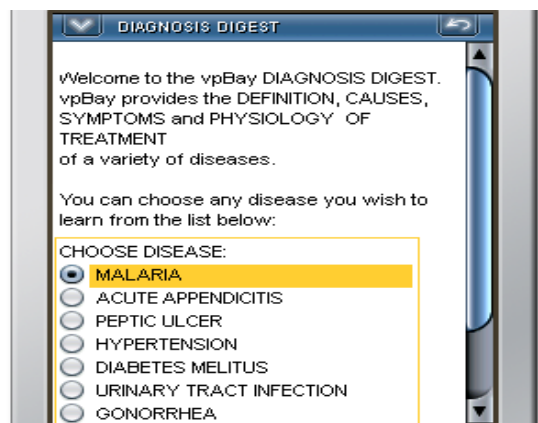 DIAGNOSIS DIGEST
Welcome to the vpBay DIAGNOSIS DIGEST.
vpBay provides the DEFINITION, CAUSES,
SYMPTOMS and PHYSIOLOGY OF
TREATMENT
of a variety of diseases.
You can choose any disease you wish to
learn from the list below:
CHOOSE DISEASE:
MALARIA
ACUTE APPENDICITIS
PEPTIC ULCER
HYPERTENSION
DIABETES MELITUS
URINARY TRACT INFECTION
GONORRHEA